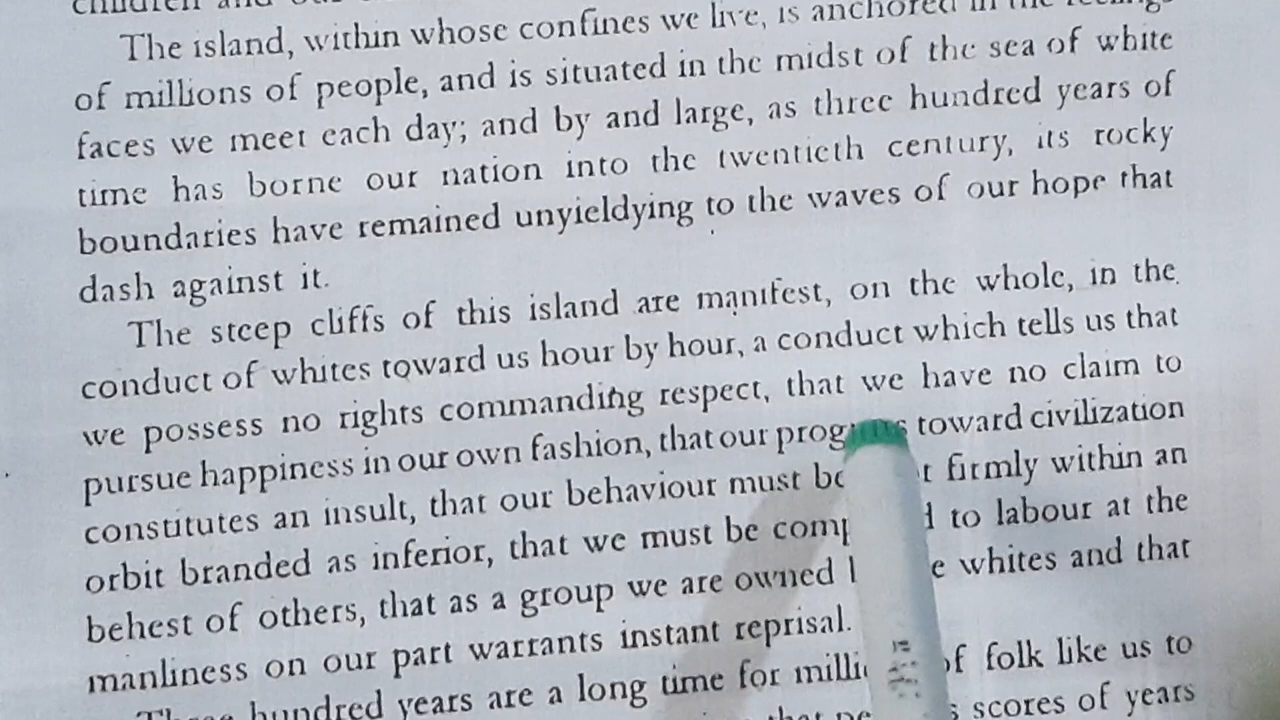 children and our
The island, within whose confines we live, is anchored in the feelings
of millions of people, and is situated in the midst of the sea of white
faces we meet each day; and by and large, as three hundred years of
time has borne our nation into the twentieth century, its rocky
boundaries have remained unyieldying to the waves of our hope that
dash against it.
The steep cliffs of this island are manifest, on the whole, in the
conduct of whites toward us hour by hour, a conduct which tells us that
we possess no rights commanding respect, that we have no claim to
pursue happiness in our own fashion, that our progress toward civilization
constitutes an insult, that our behaviour must be firmly within an
orbit branded as inferior, that we must be to labour at the
behest of others, that as a group we are owned whites and that
manliness on our part warrants instant reprisal.
Three hundred years are a long time for of folk like us to
that scores of years